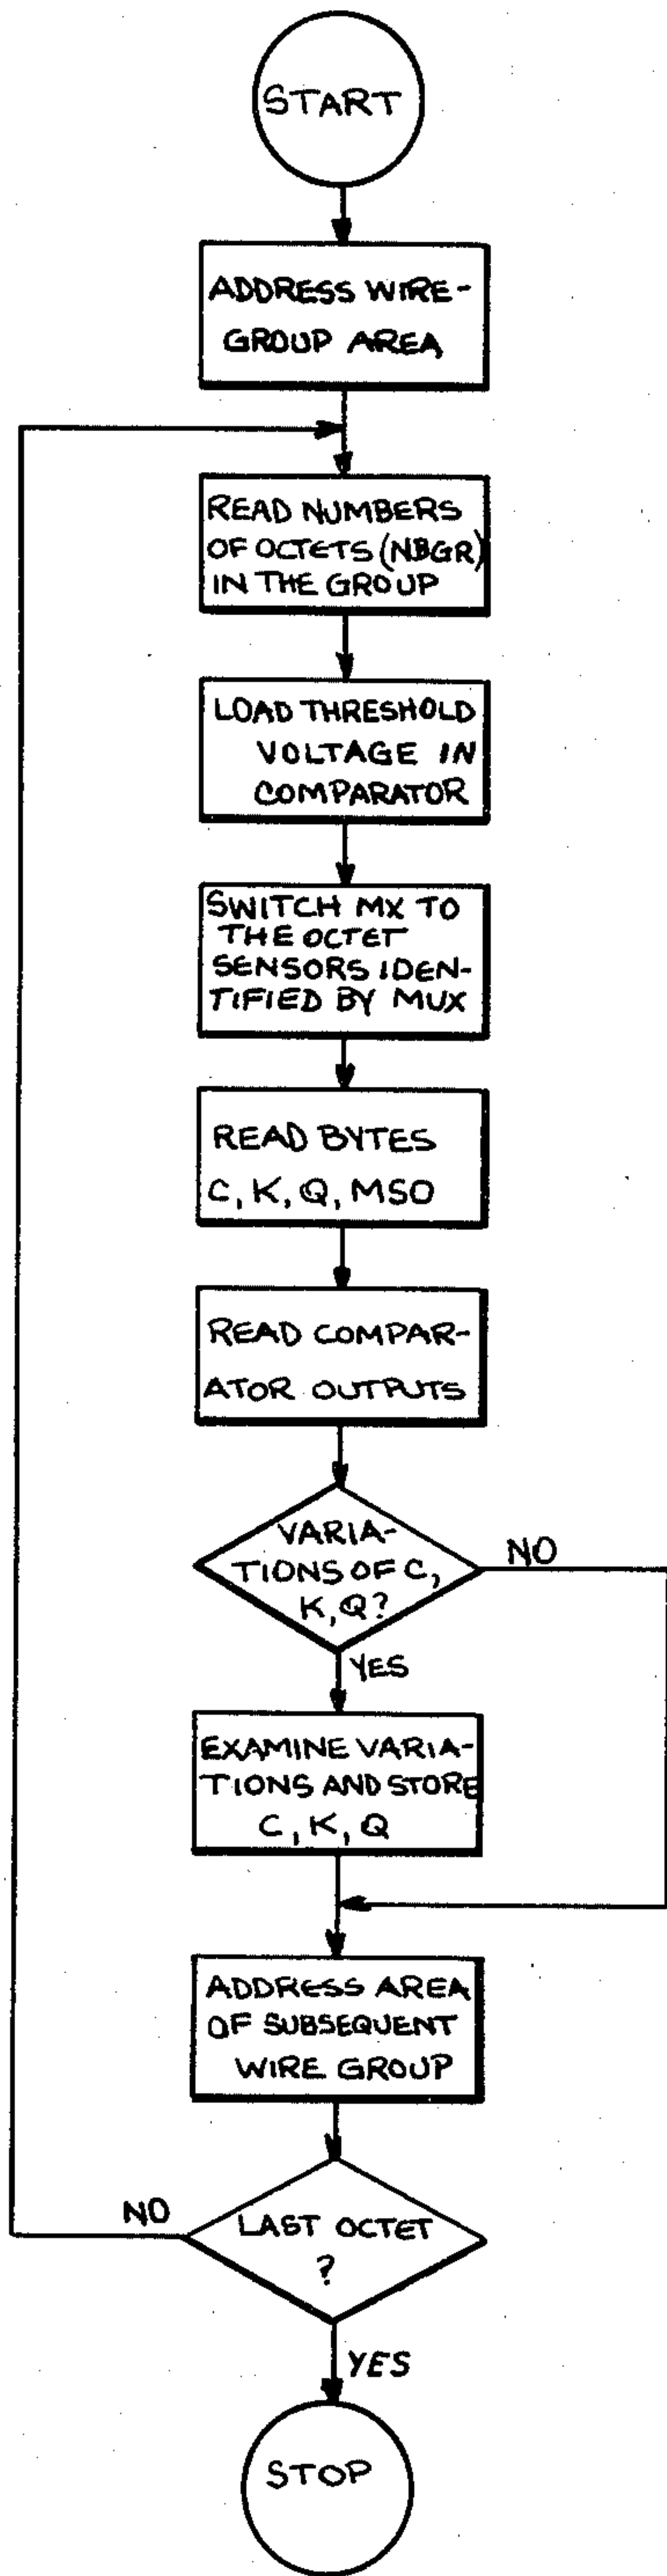 START
ADDRESS WIRE-
GROUP AREA
READ NUMBERS
OF OCTETS (NBGR)
IN THE GROUP
LOAD THRESHOLD
VOLTAGE IN
COMPARATOR
SWITCH MX TO
THE OCTET
SENSORS IDEN-
TIFIED BY MUX
READ BYTES
C, K, Q, MSO
READ COMPAR-
ATOR OUTPUTS
VARIA-
TIONS OF C,
K, Q?
NO
YES
EXAMINE VARIA-
TIONS AND STORE
C, K, Q
ADDRESS AREA
OF SUBSEQUENT
WIRE GROUP
NO
LAST OCTET
?
YES
STOP